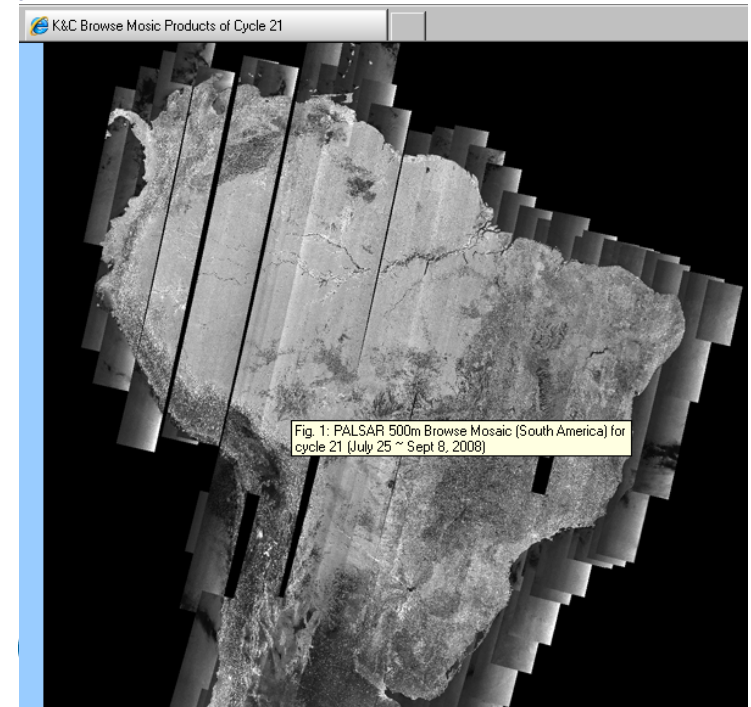 K&C Browse Mosic Products of Cycle 21
Fig. 1: PALSAR 500m Browse Mosaic (South America) for
cycle 21 (July 25 ~ Sept 8, 2008)